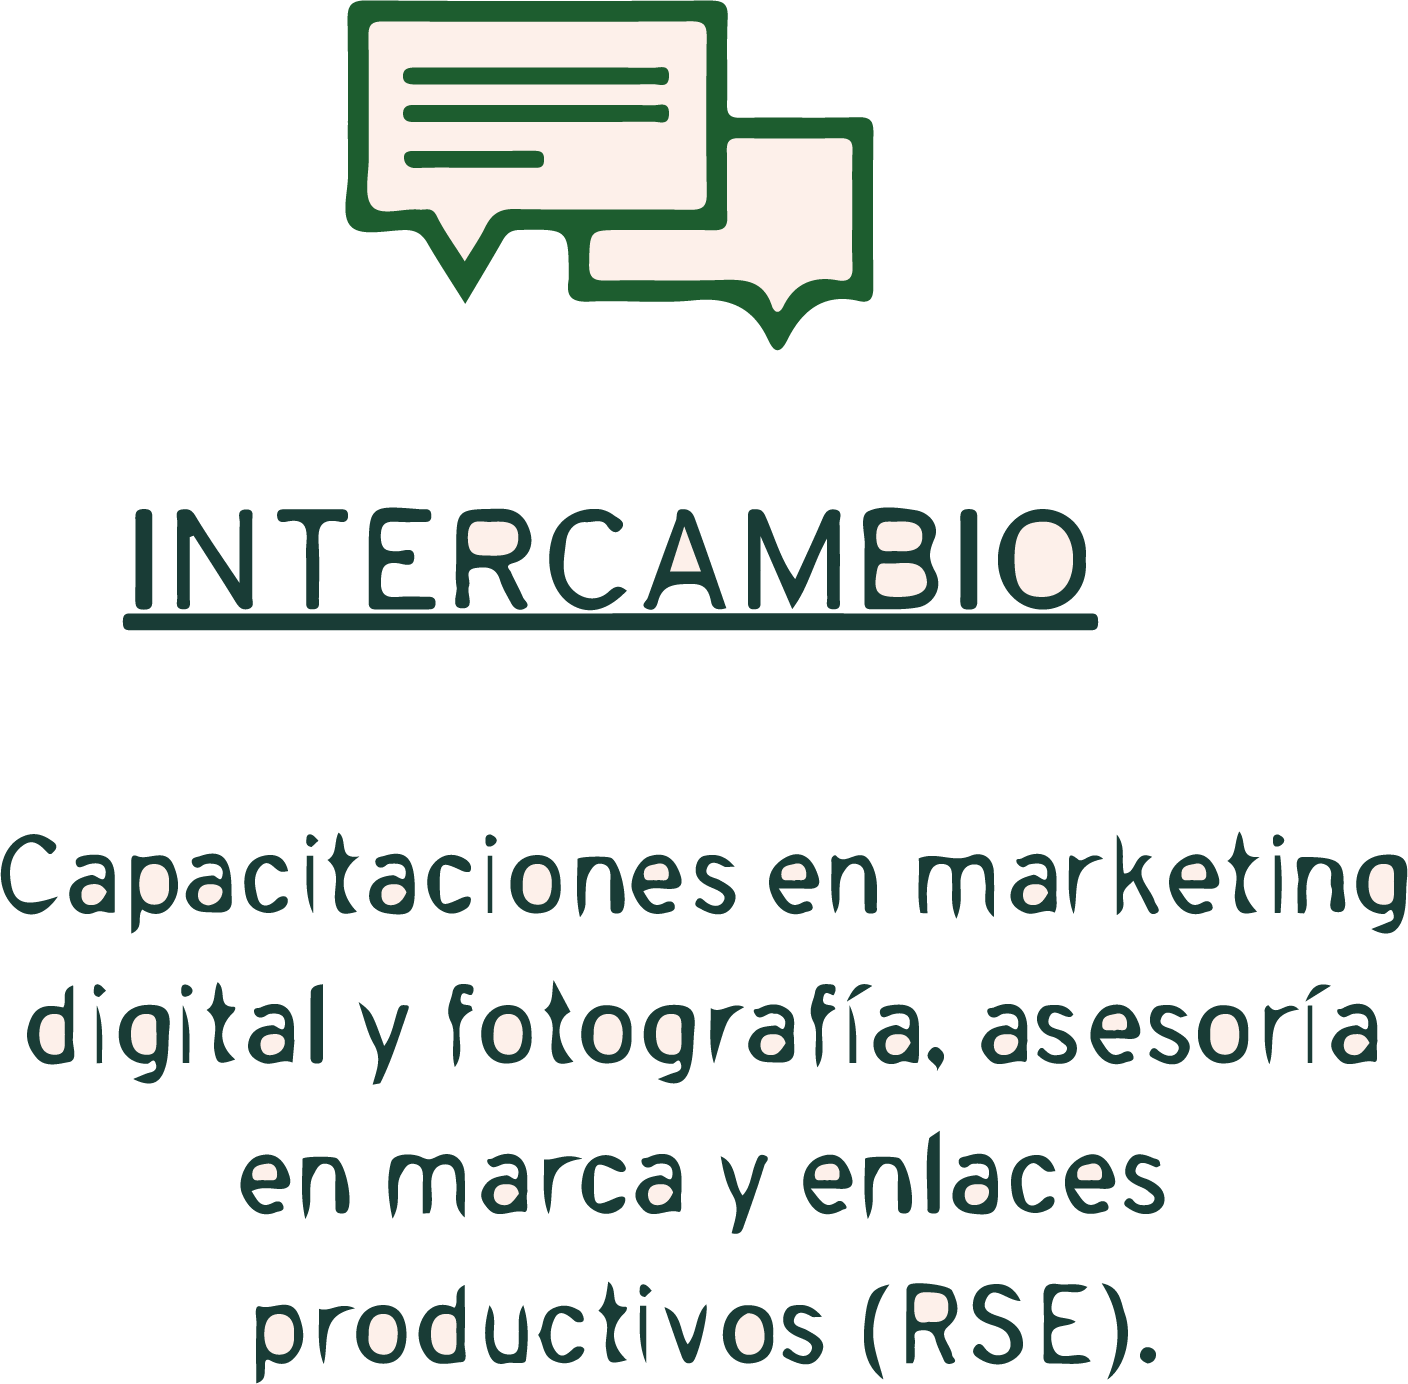 INTERCAMBIO
Capacitaciones en marketing
digital y fotografía, asesoría
en marca y enlaces
productivos (RSE).